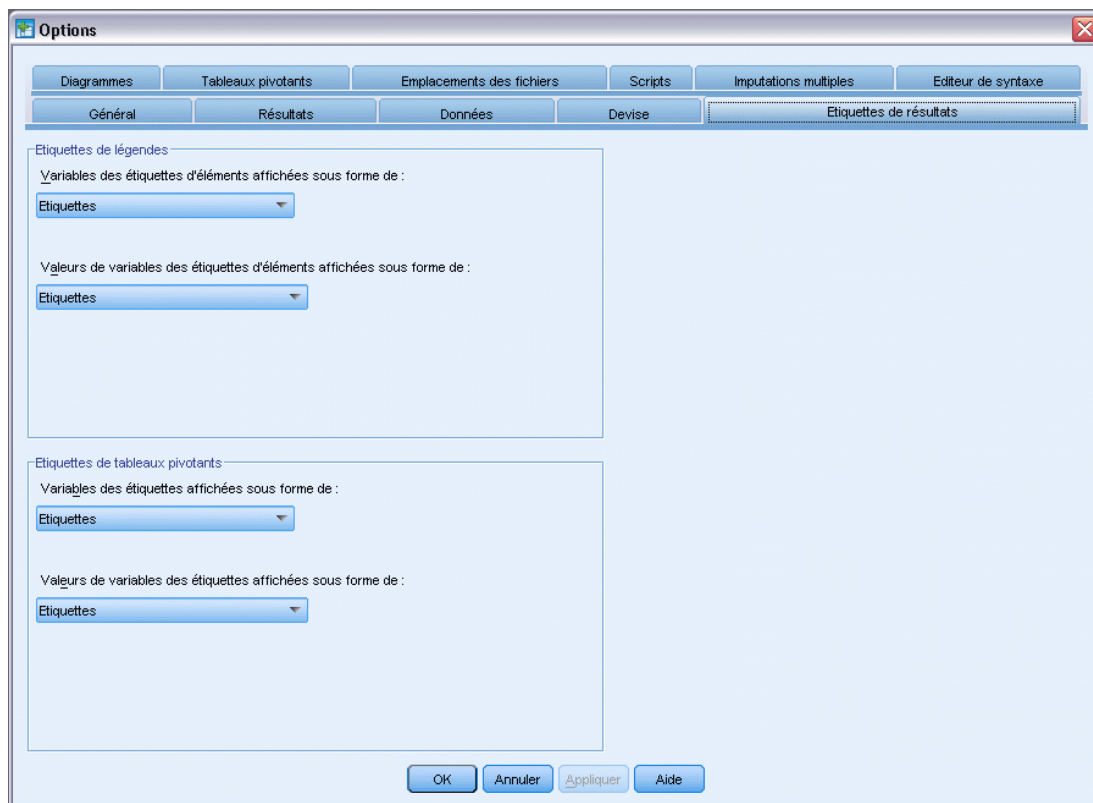 Options
Diagrammes Tableaux pivotants Emplacements des fichiers Scripts Imputations multiples Editeur de syntaxe
Général Résultats Données Devise Etiquettes de résultats
Etiquettes de légendes
Variables des étiquettes d'éléments affichées sous forme de :
Etiquettes
Valeurs de variables des étiquettes d'éléments affichées sous forme de :
Etiquettes
Etiquettes de tableaux pivotants
Variables des étiquettes affichées sous forme de :
Etiquettes
Valeurs de variables des étiquettes affichées sous forme de :
Etiquettes
OK Annuler Appliquer Aide